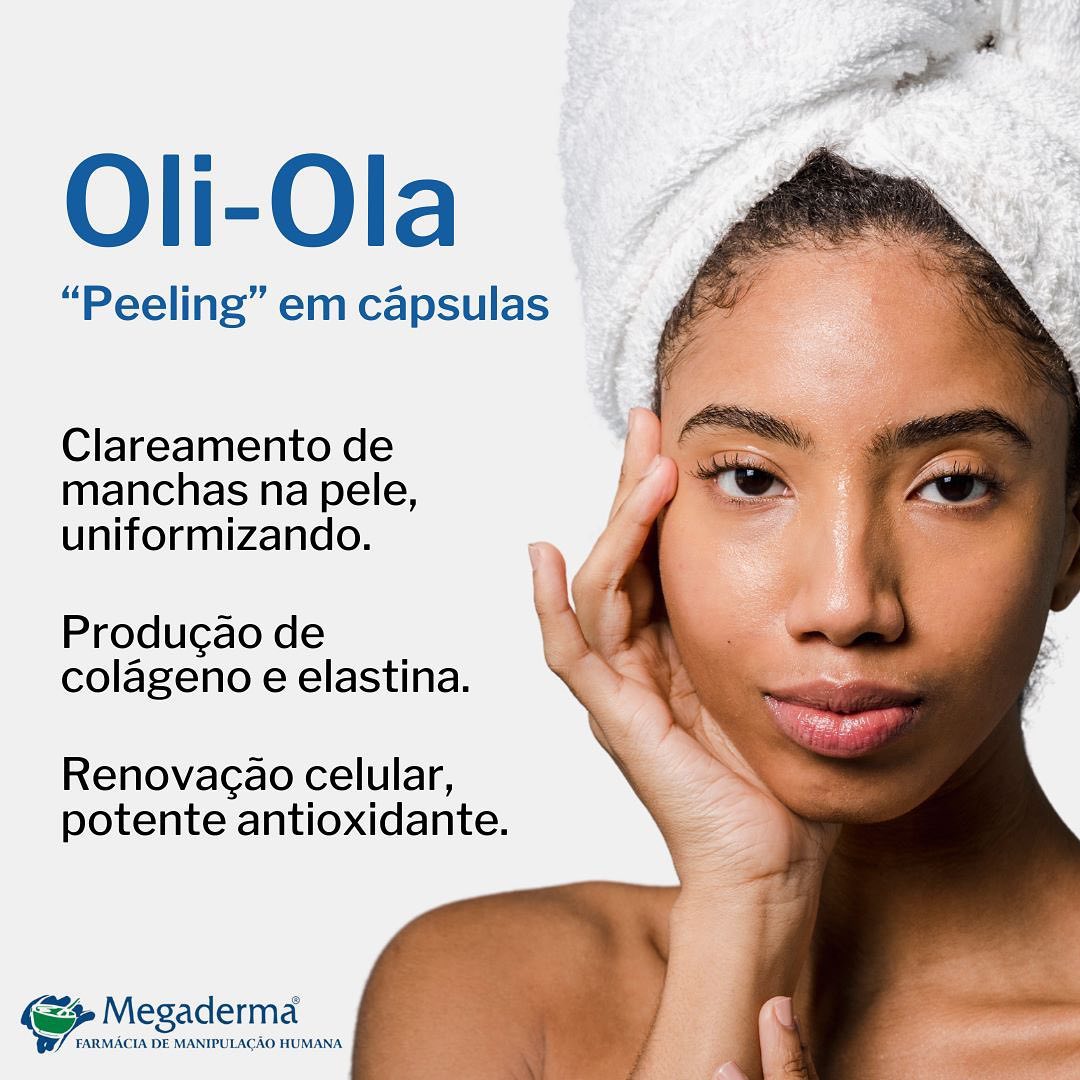 Oli-Ola
“Peeling” em cápsulas
Clareamento de
manchas na pele,
uniformizando.
Produção de
colágeno e elastina.
Renovação celular,
potente antioxidante.
Megaderma®
FARMÁCIA DE MANIPULAÇÃO HUMANA